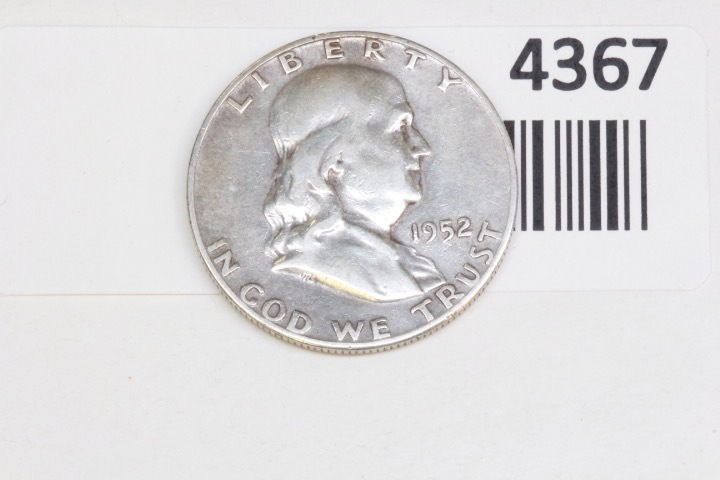 4367
LIBERTY
1952
IN GOD WE TRUST